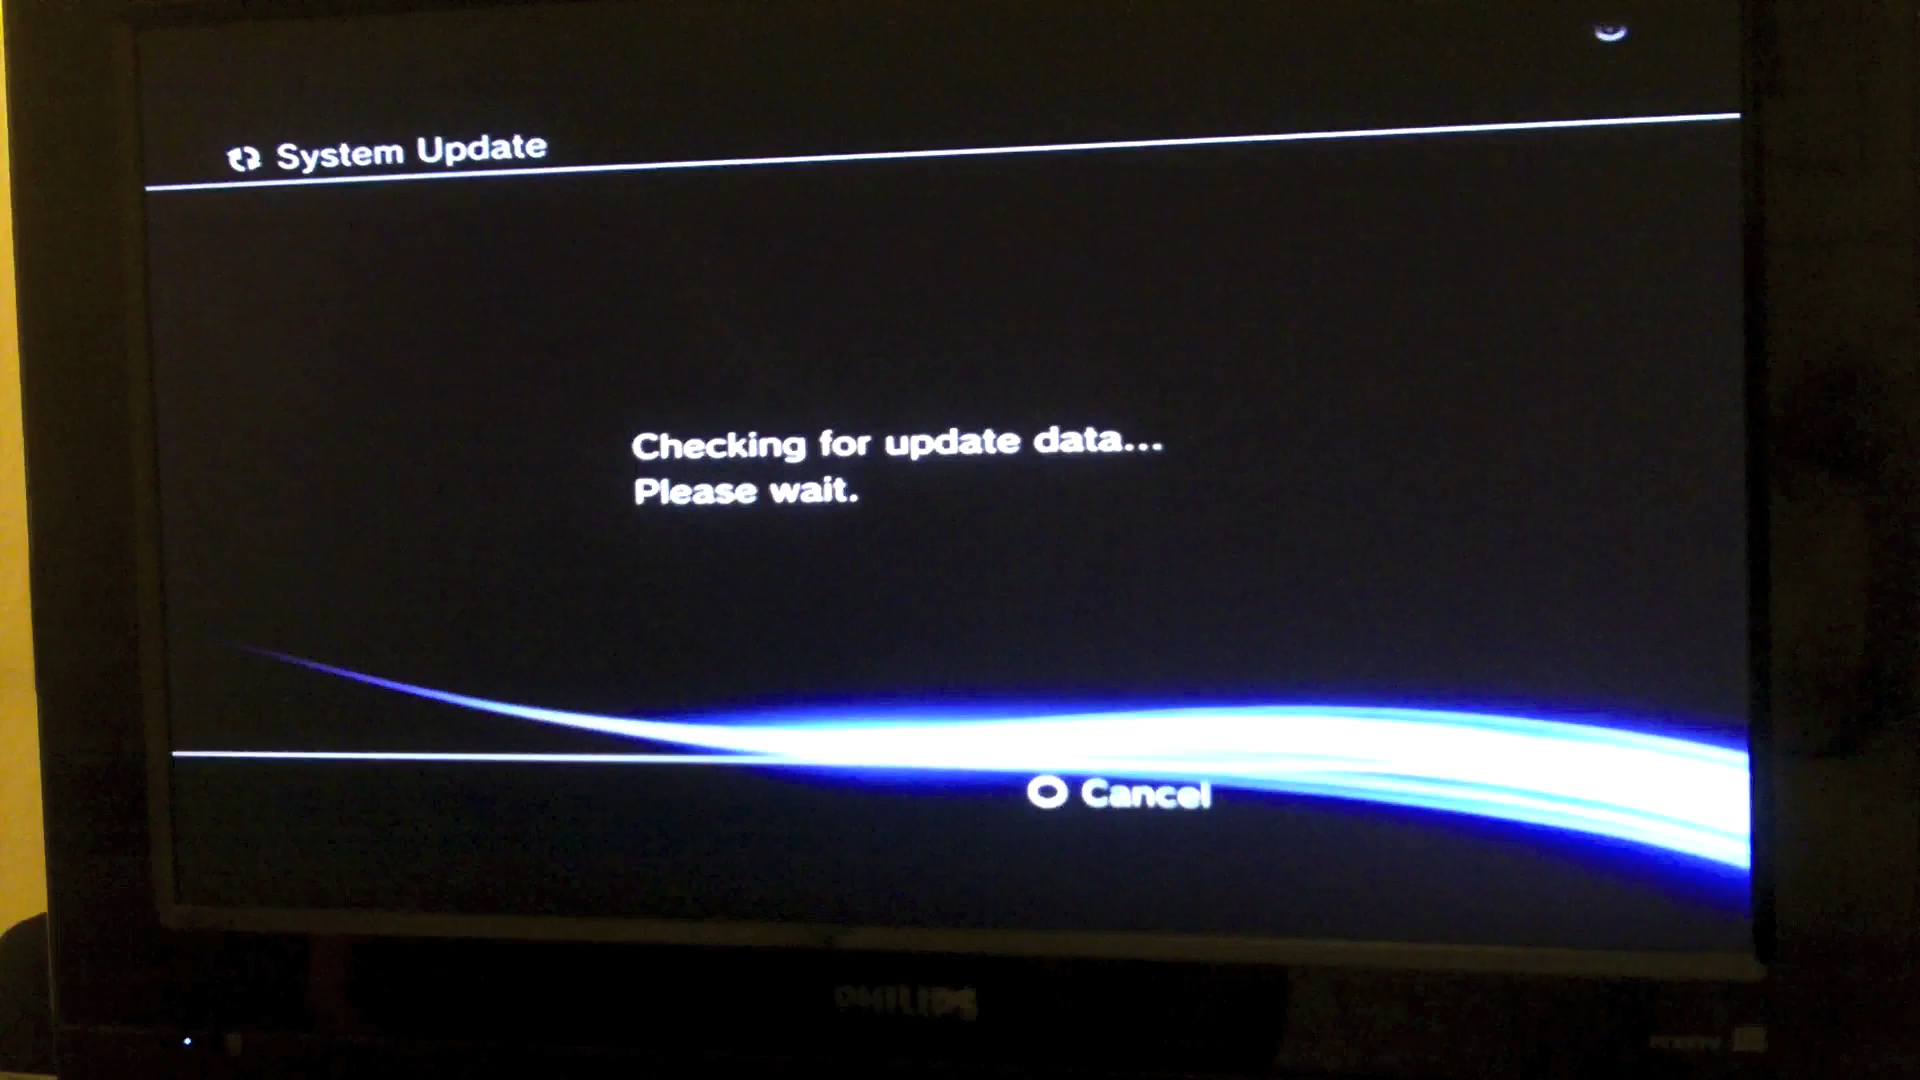 System Update
Checking for update data...
Please wait.
Cancel
PHILIPS